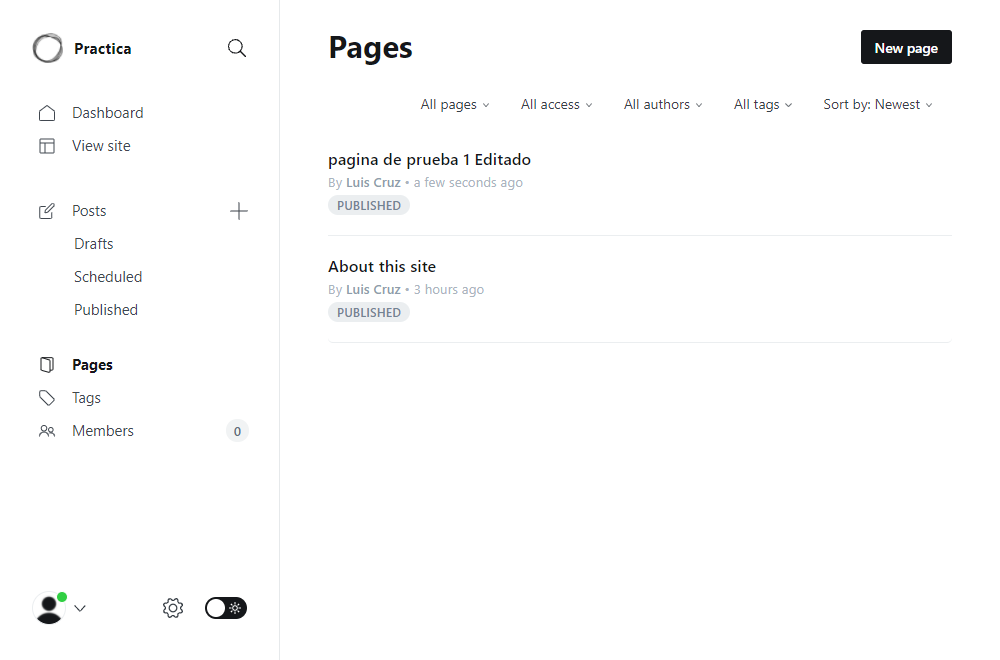 Practica
Dashboard
View site
Posts
Drafts
Scheduled
Published
Pages
Tags
Members 0
Pages
New page
All pages All access All authors All tags Sort by: Newest
pagina de prueba 1 Editado
By Luis Cruz • a few seconds ago
PUBLISHED
About this site
By Luis Cruz • 3 hours ago
PUBLISHED